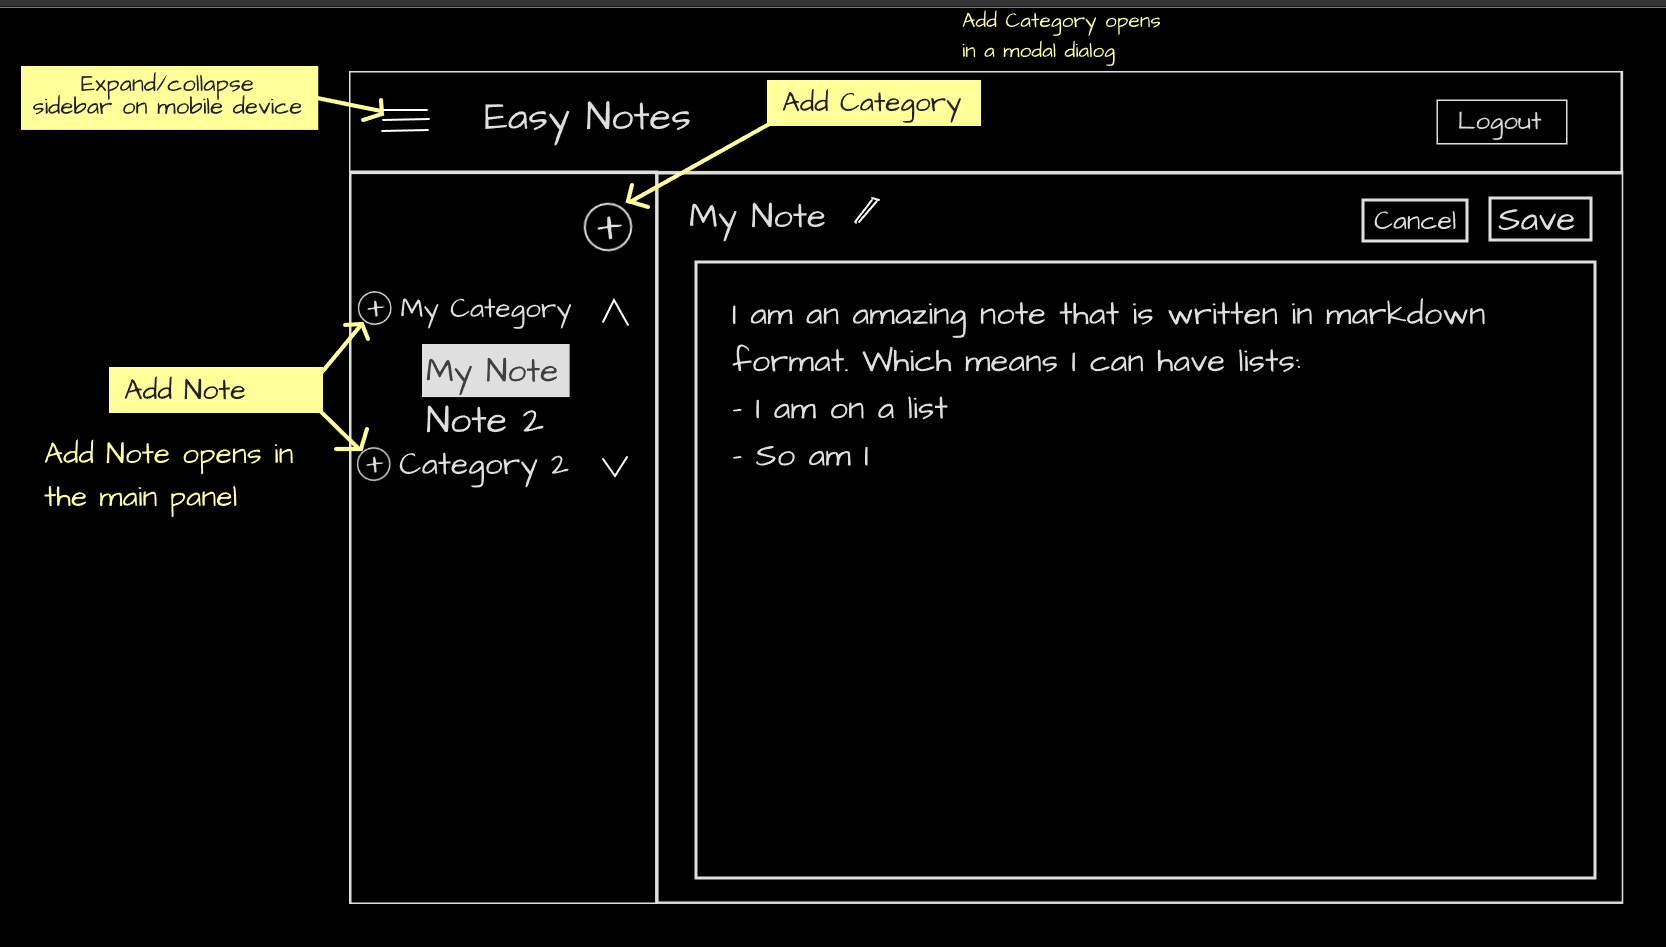 Add Category opens
in a modal dialog
Expand/collapse
sidebar on mobile device
Easy Notes
Add Category
Logout
My Note
Cancel
Save
My Category
My Note
Note 2
Category 2
Add Note
Add Note opens in
the main panel
I am an amazing note that is written in markdown
format. Which means I can have lists:
- I am on a list
- So am I